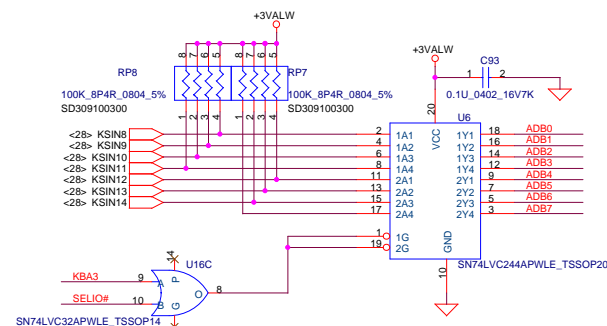 +3VALW
+3VALW
C93
1 2
0.1U_0402_16V7K
RP8
RP7
8 7 6 5
8 7 6 5
100K_8P4R_0804_5%
100K_8P4R_0804_5%
SD309100300
SD309100300
1 2 3 4
1 2 3 4
U6
20
VCC
<28> KSIN8
2 1A1
1Y1 18 ADB0
<28> KSIN9
4 1A2
1Y2 16 ADB1
<28> KSIN10
6 1A3
1Y3 14 ADB2
<28> KSIN11
8 1A4
1Y4 12 ADB3
<28> KSIN12
11 2A1
2Y1 9 ADB4
<28> KSIN13
13 2A2
2Y2 7 ADB5
<28> KSIN14
15 2A3
2Y3 5 ADB6
17 2A4
2Y4 3 ADB7
1 1G
19 2G
GND
10
SN74LVC244APWLE_TSSOP20
14
U16C
KBA3
9 A
P
O 8
SELIO#
10 B
G
SN74LVC32APWLE_TSSOP14